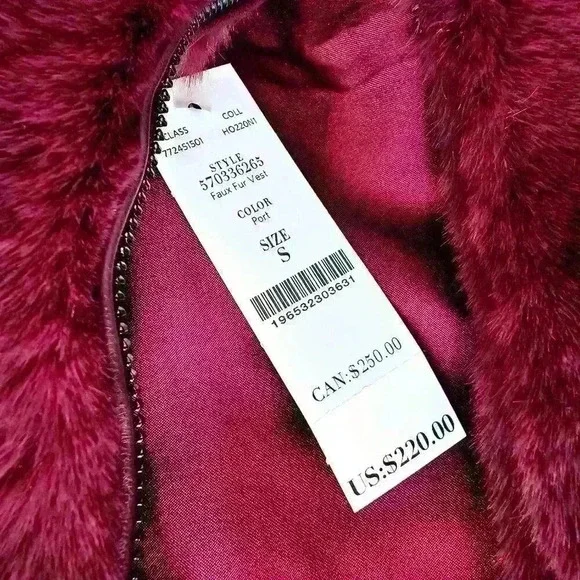 CLASS COLL
772451501 HO220N1
STYLE
570336265
Faux Fur Vest
COLOR
Port
SIZE
S
196532303631
CAN:$250.00
US:$220.00